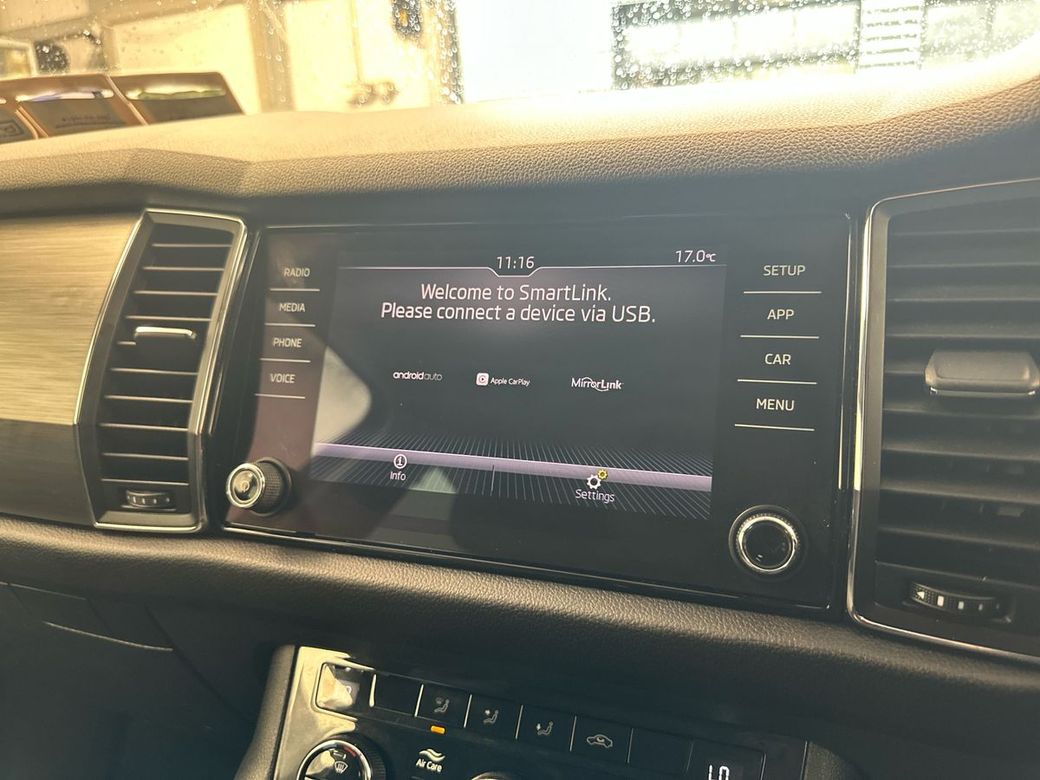 11:16
17.0°C
RADIO
MEDIA
PHONE
VOICE
Welcome to SmartLink.
Please connect a device via USB.
androidauto
Apple CarPlay
MirrorLink
Info
Settings
SETUP
APP
CAR
MENU
Air Care
LO